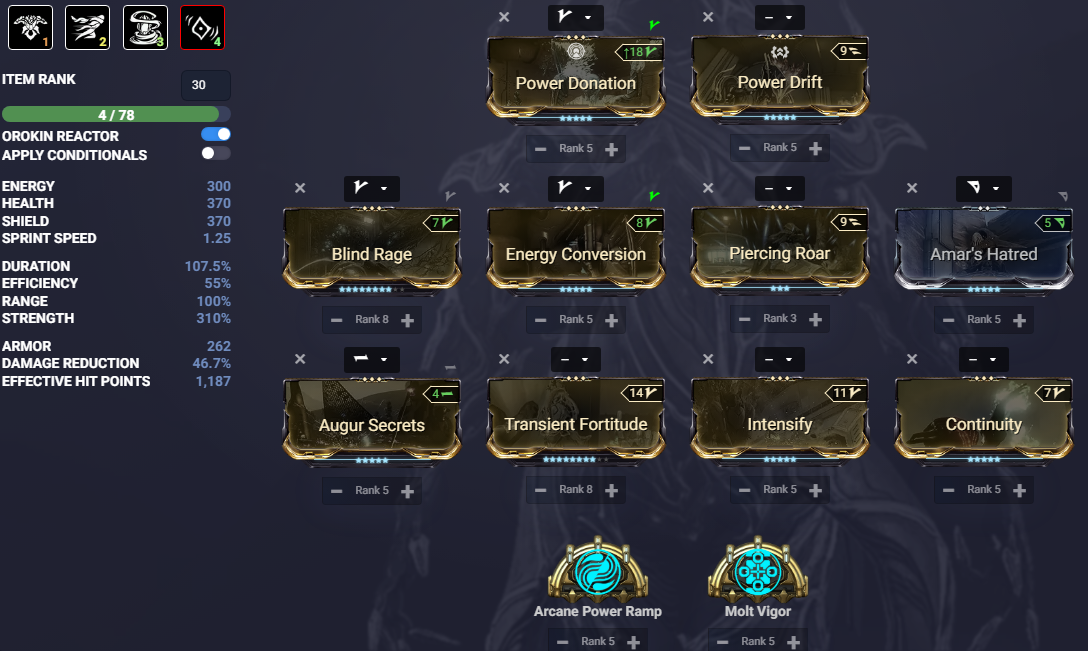 1 2 3 4
ITEM RANK 30
4 / 78
OROKIN REACTOR
APPLY CONDITIONALS
ENERGY 300
HEALTH 370
SHIELD 370
SPRINT SPEED 1.25
DURATION 107.5%
EFFICIENCY 55%
RANGE 100%
STRENGTH 310%
ARMOR 262
DAMAGE REDUCTION 46.7%
EFFECTIVE HIT POINTS 1,187
↑18 9
Power Donation Power Drift
Rank 5 Rank 5
7 8 9 5
Blind Rage Energy Conversion Piercing Roar Amar's Hatred
Rank 8 Rank 5 Rank 3 Rank 5
4 14 11 7
Augur Secrets Transient Fortitude Intensify Continuity
Rank 5 Rank 8 Rank 5 Rank 5
Arcane Power Ramp Molt Vigor
Rank 5 Rank 5